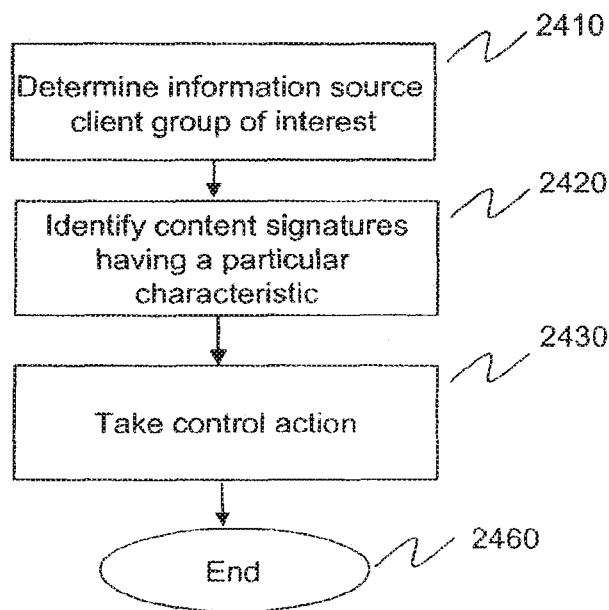 2410
Determine information source
client group of interest
2420
Identify content signatures
having a particular
characteristic
2430
Take control action
2460
End